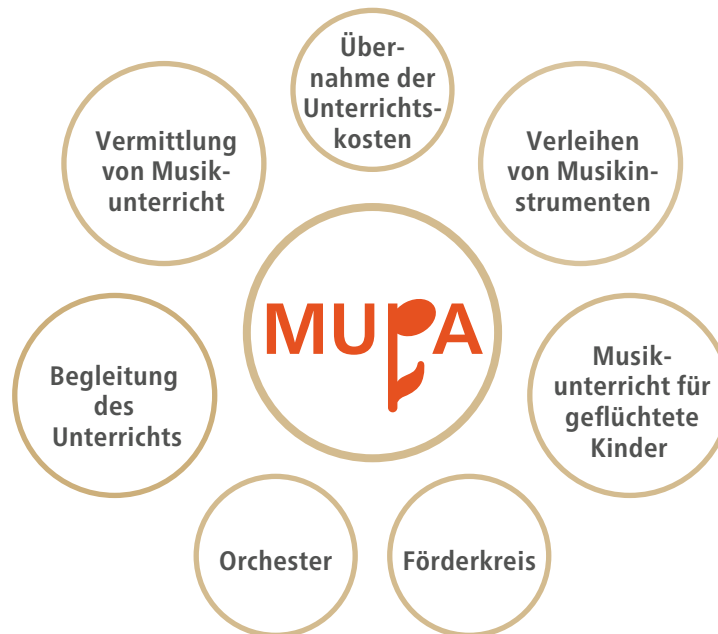 Über-
nahme der
Unterrichts-
kosten
Vermittlung
von Musik-
unterricht
Verleihen
von Musikin-
strumenten
MUPA
Begleitung
des
Unterrichts
Musik-
unterricht für
geflüchtete
Kinder
Orchester
Förderkreis